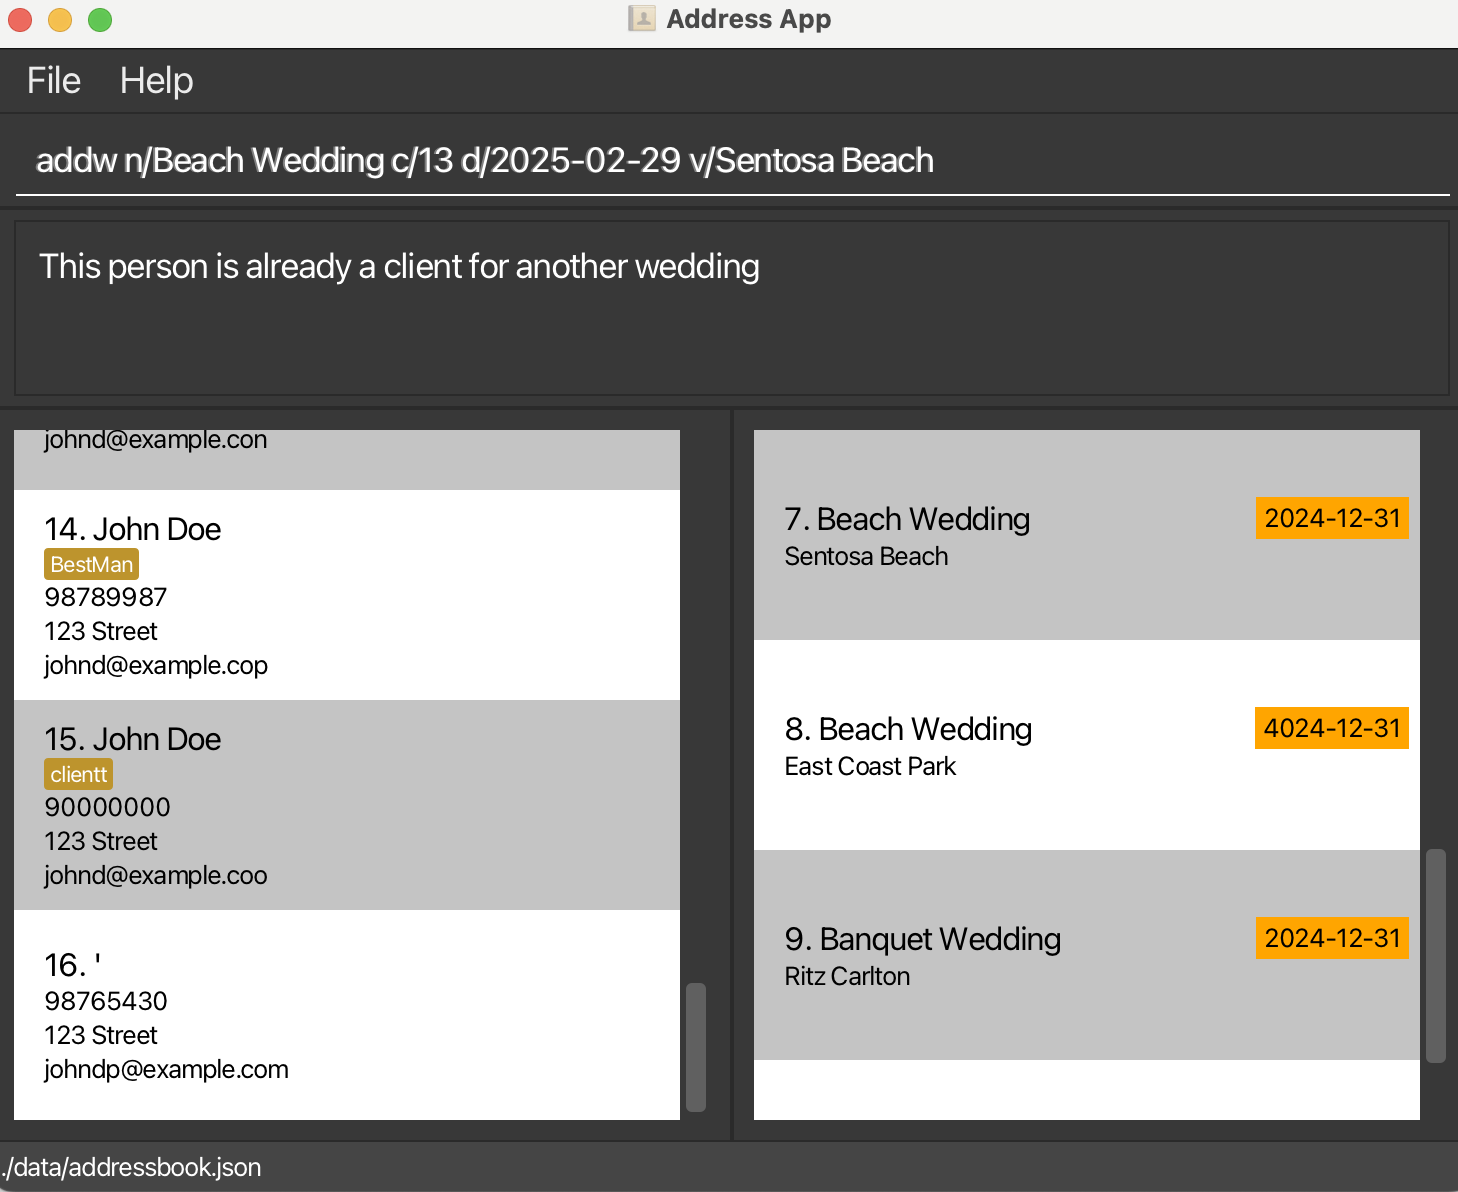 Address App
File Help
addw n/Beach Wedding c/13 d/2025-02-29 v/Sentosa Beach
This person is already a client for another wedding
johnd@example.con
14. John Doe
BestMan
98789987
123 Street
johnd@example.cop
15. John Doe
clientt
90000000
123 Street
johnd@example.coo
16. '
98765430
123 Street
johndp@example.com
7. Beach Wedding 2024-12-31
Sentosa Beach
8. Beach Wedding 4024-12-31
East Coast Park
9. Banquet Wedding 2024-12-31
Ritz Carlton
./data/addressbook.json